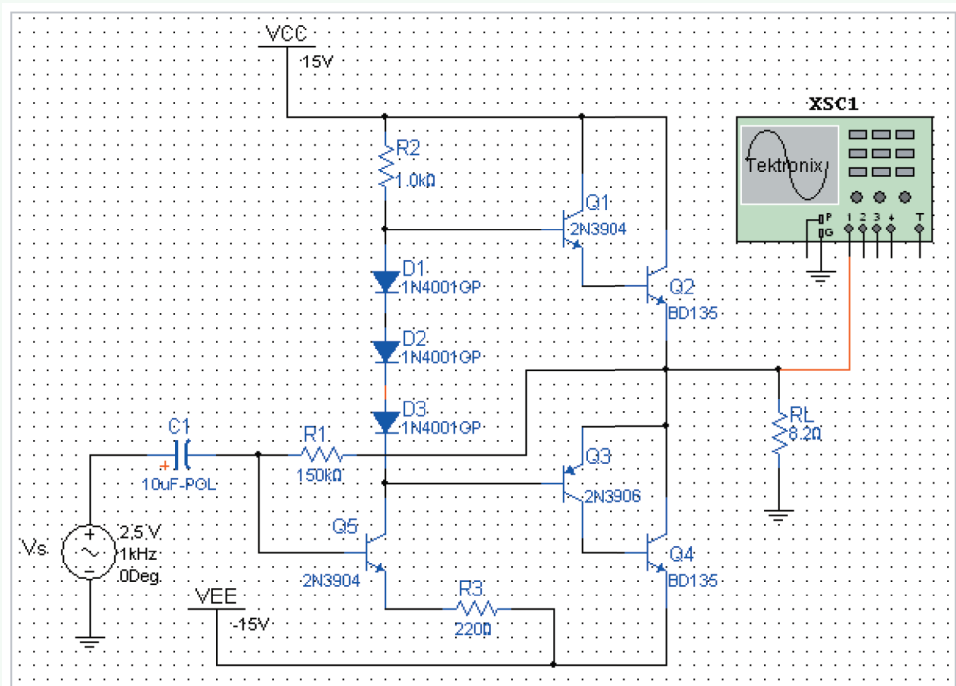 VCC
15V
XSC1
Tektronix
P
G
1 2 3 4
T
R2
1.0kΩ
Q1
2N3904
D1
1N4001GP
Q2
BD135
D2
1N4001GP
D3
1N4001GP
RL
8.2Ω
C1
+
10uF-POL
R1
150kΩ
Q3
2N3906
Q5
2N3904
Q4
BD135
Vs
2.5 V
1kHz
0Deg
VEE
-15V
R3
220Ω